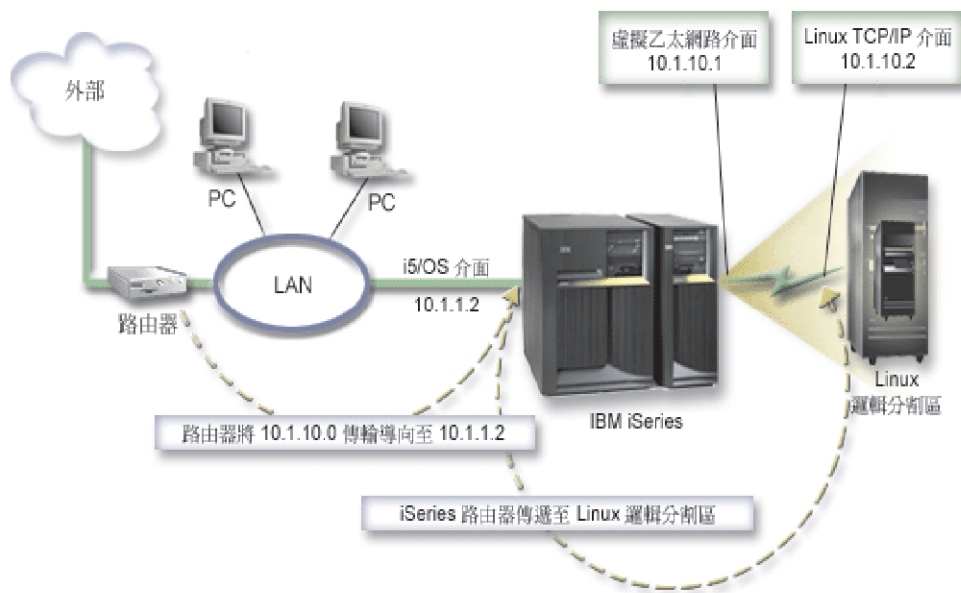 外部
虛擬乙太網路介面
10.1.10.1
Linux TCP/IP 介面
10.1.10.2
PC
PC
LAN
i5/OS 介面
10.1.1.2
路由器
IBM iSeries
Linux
邏輯分割區
路由器將 10.1.10.0 傳輸導向至 10.1.1.2
iSeries 路由器傳遞至 Linux 邏輯分割區